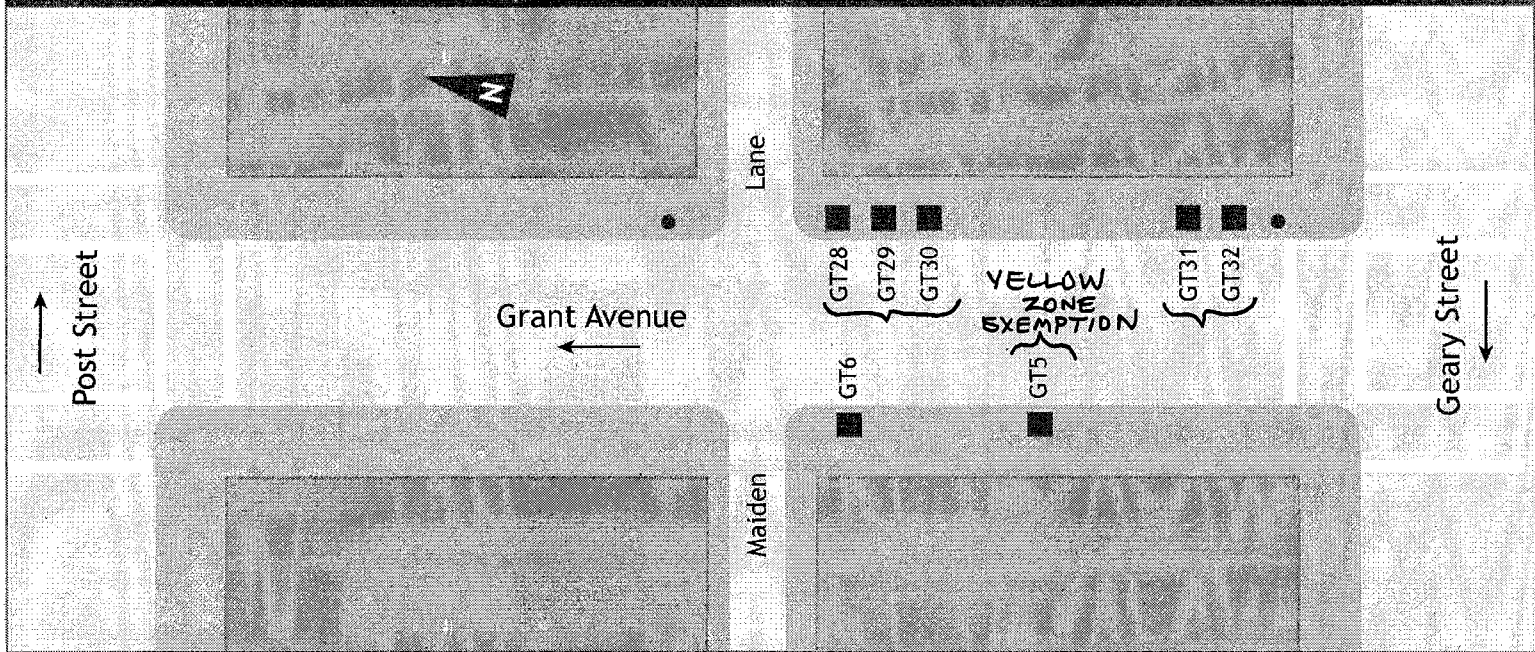 N
Lane
Post Street
GT28
GT29
GT30
YELLOW
ZONE
EXEMPTION
GT31
GT32
Grant Avenue
Geary Street
GT6
GT5
Maiden